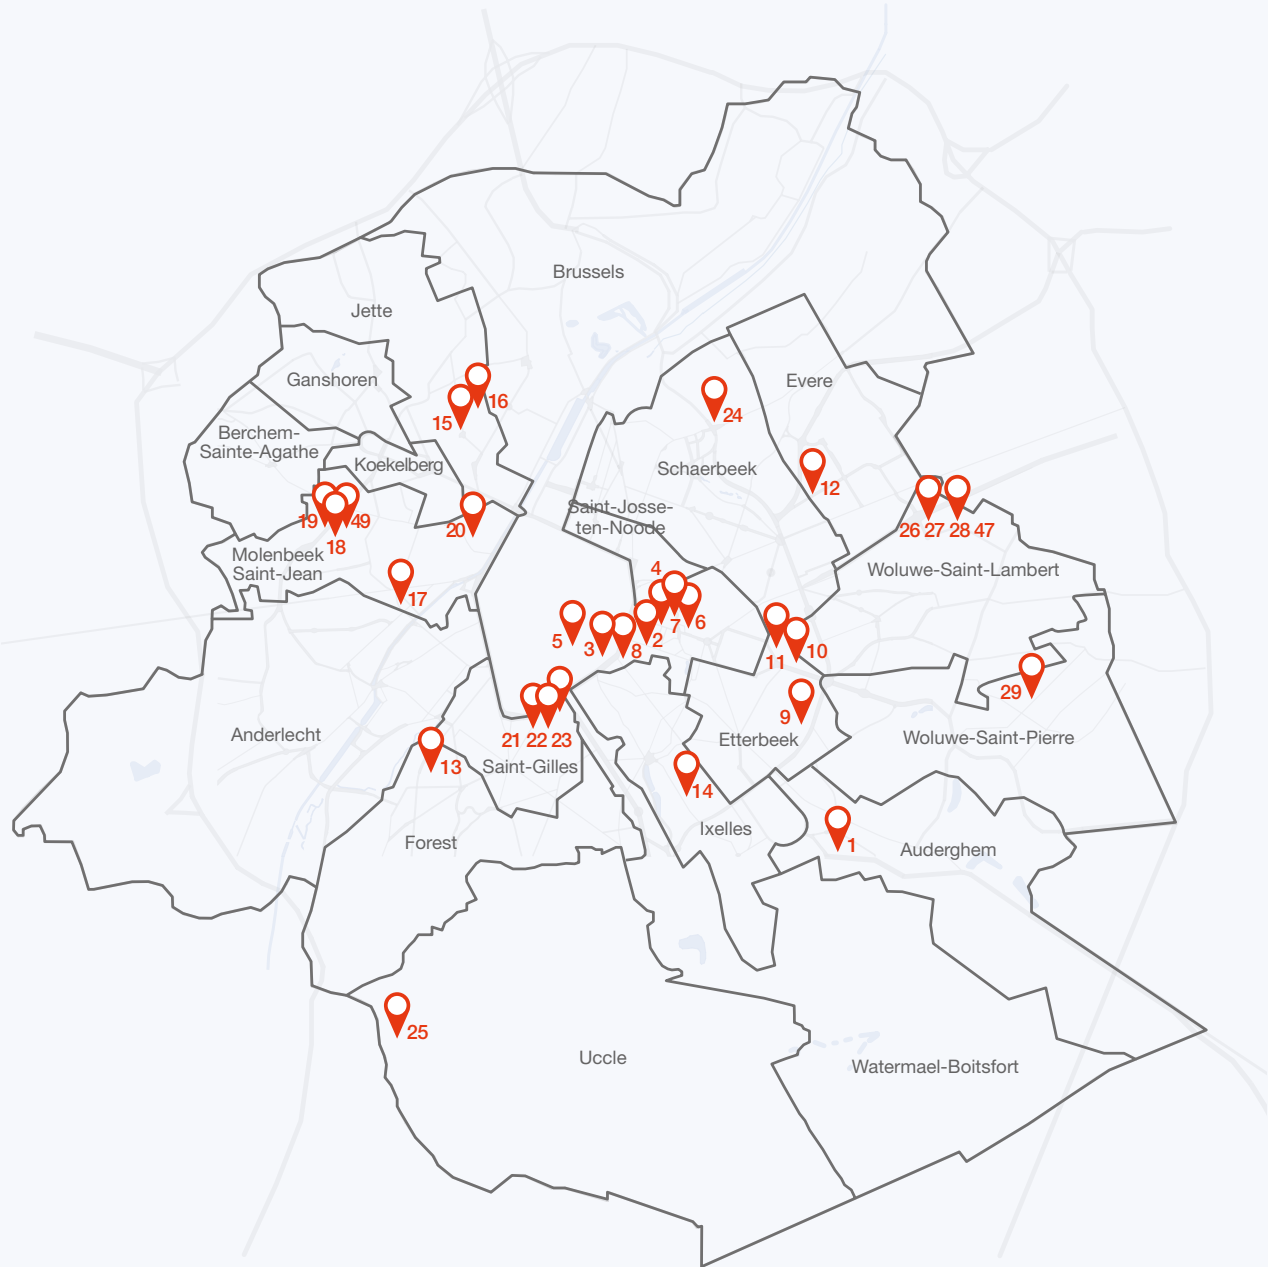 Brussels
Jette
Ganshoren
Evere
16
15
24
Berchem-
Sainte-Agathe
Koekelberg
Schaerbeek
12
Saint-Josse-
ten-Noode
19
49
18
20
26 27 28 47
Molenbeek
Saint-Jean
17
4
Woluwe-Saint-Lambert
5
3
8
2
7
6
11
10
29
9
Anderlecht
21 22 23
Etterbeek
Woluwe-Saint-Pierre
13
Saint-Gilles
14
Forest
Ixelles
1
Auderghem
25
Uccle
Watermael-Boitsfort